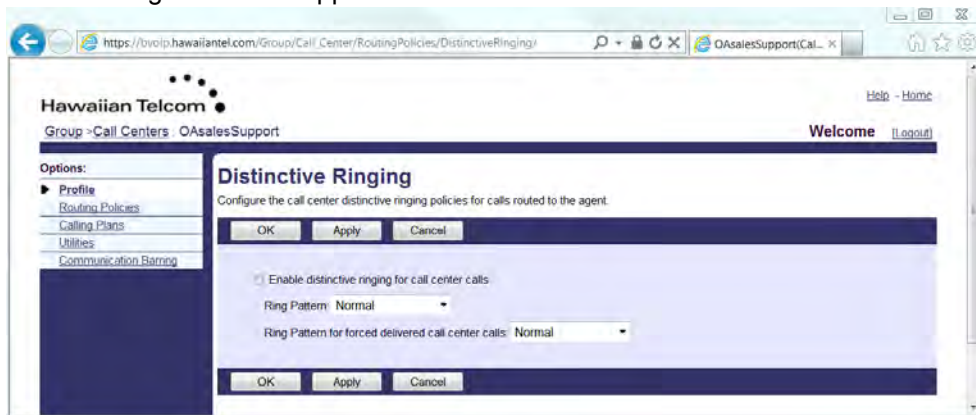 https://bvoip.hawaiiantel.com/Group/Call_Center/RoutingPolicies/DistinctiveRinging/
OAsalesSupport(Cal...
Hawaiian Telcom
Help - Home
Group >Call Centers : OAsalesSupport
Welcome [Logout]
Options:
Profile
Routing Policies
Calling Plans
Utilities
Communication Barring
Distinctive Ringing
Configure the call center distinctive ringing policies for calls routed to the agent.
OK Apply Cancel
Enable distinctive ringing for call center calls
Ring Pattern: Normal
Ring Pattern for forced delivered call center calls: Normal
OK Apply Cancel